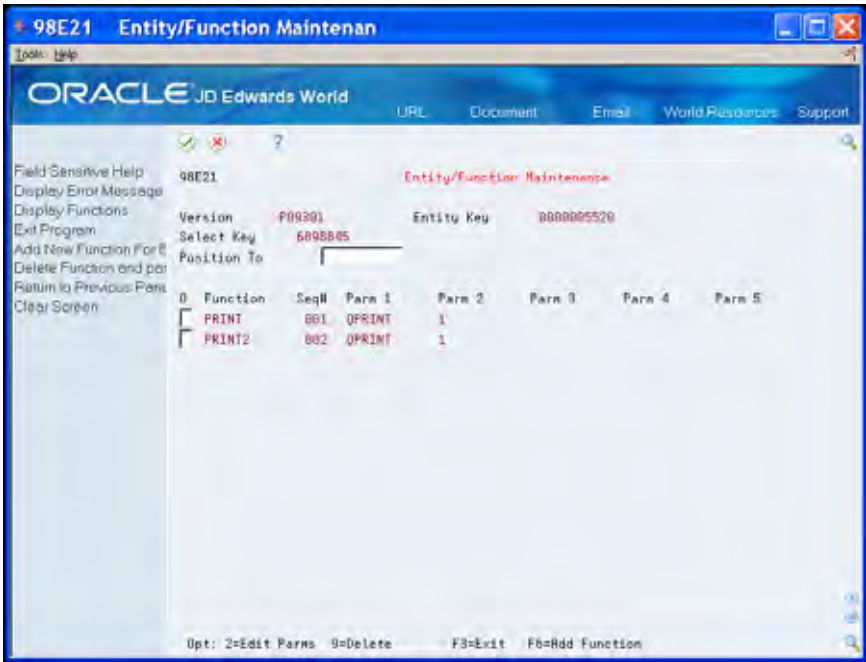 98E21 Entity/Function Maintenan
Tools Help
ORACLE JD Edwards World
URL Document Email World Resources Support
?
Field Sensitive Help
Display Error Message
Display Functions
Exit Program
Add New Function For E
Delete Function and par
Return to Previous Pane
Clear Screen
98E21 Entity/Function Maintenance
Version P09301 Entity Key 0000005520
Select Key 6098805
Position To
O Function Seq# Parm 1 Parm 2 Parm 3 Parm 4 Parm 5
PRINT 001 QPRINT 1
PRINT2 002 QPRINT 1
Opt: 2=Edit Parms 9=Delete F3=Exit F6=Add Function